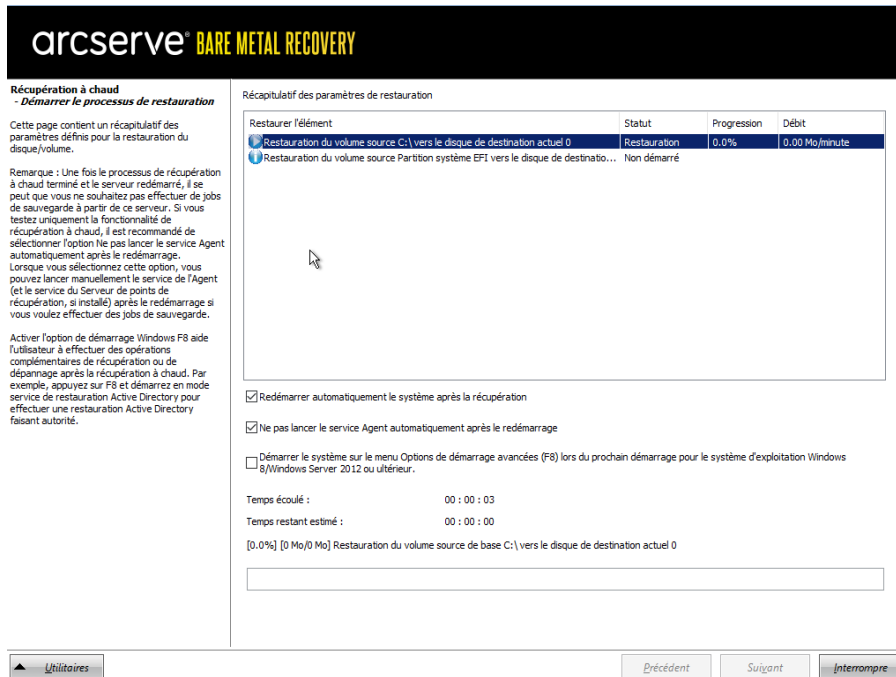 arcserve® BARE METAL RECOVERY
Récupération à chaud
- Démarrer le processus de restauration
Cette page contient un récapitulatif des
paramètres définis pour la restauration du
disque/volume.
Remarque : Une fois le processus de récupération
à chaud terminé et le serveur redémarré, il se
peut que vous ne souhaitez pas effectuer de jobs
de sauvegarde à partir de ce serveur. Si vous
testez uniquement la fonctionnalité de
récupération à chaud, il est recommandé de
sélectionner l'option Ne pas lancer le service Agent
automatiquement après le redémarrage.
Lorsque vous sélectionnez cette option, vous
pouvez lancer manuellement le service de l'Agent
(et le service du Serveur de points de
récupération, si installé) après le redémarrage si
vous voulez effectuer des jobs de sauvegarde.
Activer l'option de démarrage Windows F8 aide
l'utilisateur à effectuer des opérations
complémentaires de récupération ou de
dépannage après la récupération à chaud. Par
exemple, appuyez sur F8 et démarrez en mode
service de restauration Active Directory pour
effectuer une restauration Active Directory
faisant autorité.
Récapitulatif des paramètres de restauration
Restaurer l'élément Statut Progression Débit
Restauration du volume source C:\ vers le disque de destination actuel 0 Restauration 0.0% 0.00 Mo/minute
Restauration du volume source Partition système EFI vers le disque de destinatio... Non démarré
Redémarrer automatiquement le système après la récupération
Ne pas lancer le service Agent automatiquement après le redémarrage
Démarrer le système sur le menu Options de démarrage avancées (F8) lors du prochain démarrage pour le système d'exploitation Windows
8/Windows Server 2012 ou ultérieur.
Temps écoulé : 00 : 00 : 03
Temps restant estimé : 00 : 00 : 00
[0.0%] [0 Mo/0 Mo] Restauration du volume source de base C:\ vers le disque de destination actuel 0
Utilitaires Précédent Suivant Interrompre